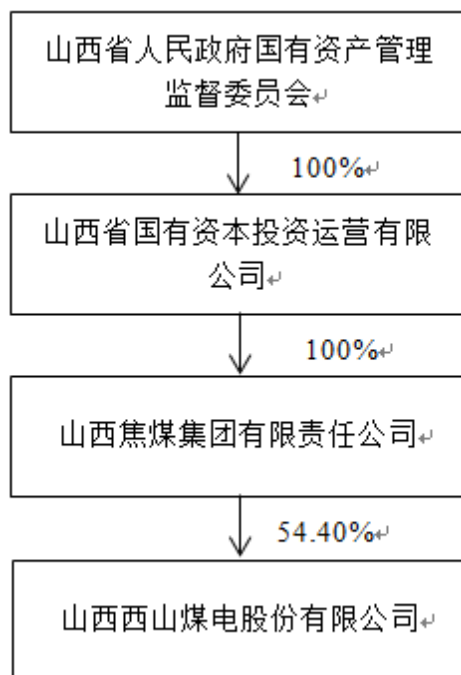 山西省人民政府国有资产管理
监督委员会↵
100%↵
山西省国有资本投资运营有限
公司↵
100%↵
山西焦煤集团有限责任公司↵
54.40%↵
山西西山煤电股份有限公司↵